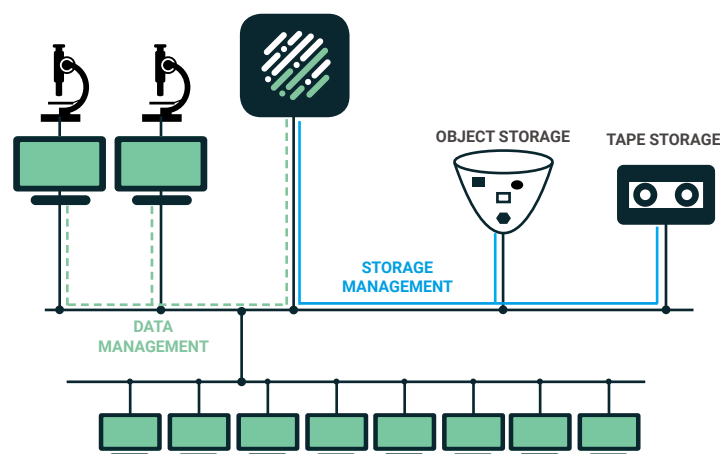 OBJECT STORAGE
TAPE STORAGE
STORAGE
MANAGEMENT
DATA
MANAGEMENT